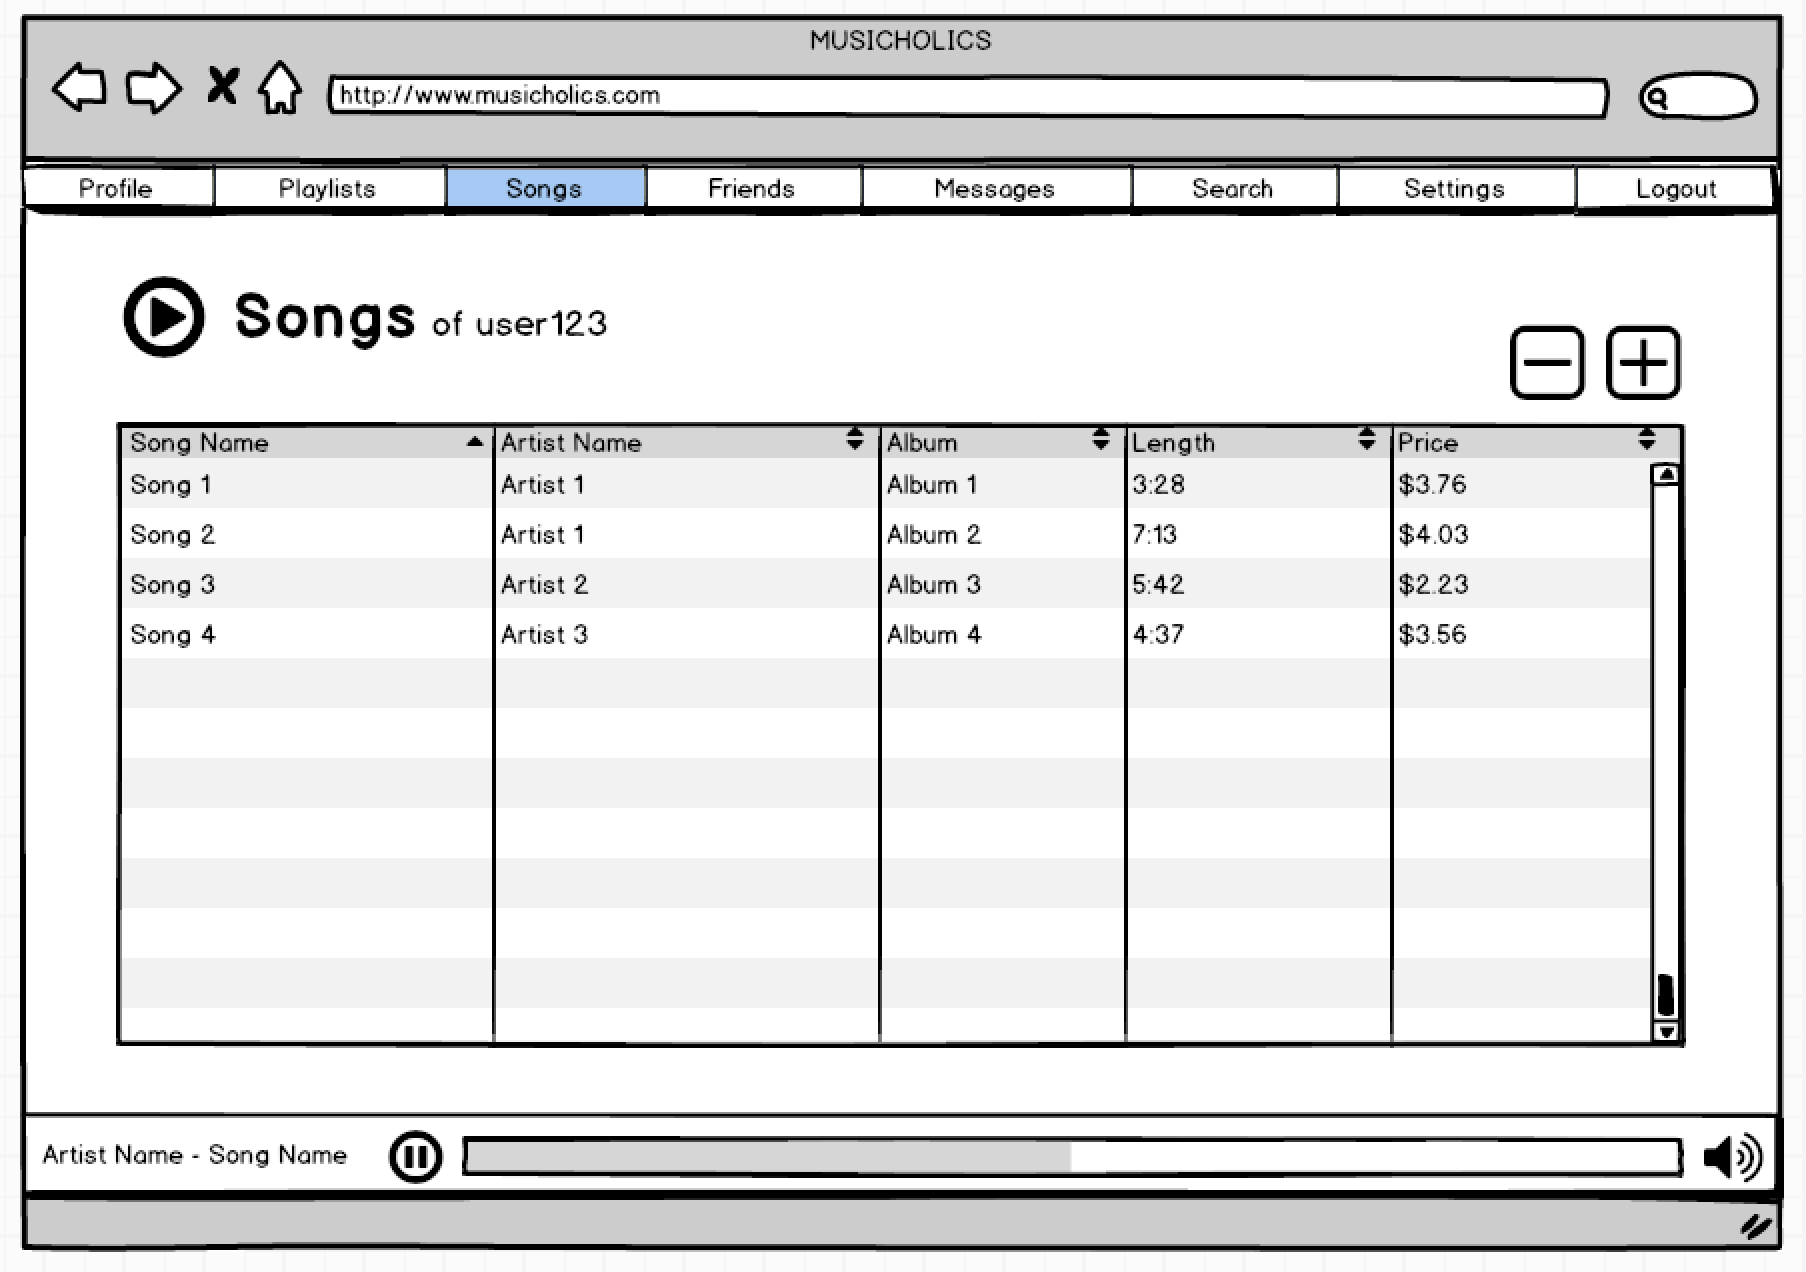 MUSICHOLICS
http://www.musicholics.com
Profile Playlists Songs Friends Messages Search Settings Logout
Songs of user123
Song Name Artist Name Album Length Price
Song 1 Artist 1 Album 1 3:28 $3.76
Song 2 Artist 1 Album 2 7:13 $4.03
Song 3 Artist 2 Album 3 5:42 $2.23
Song 4 Artist 3 Album 4 4:37 $3.56
Artist Name - Song Name